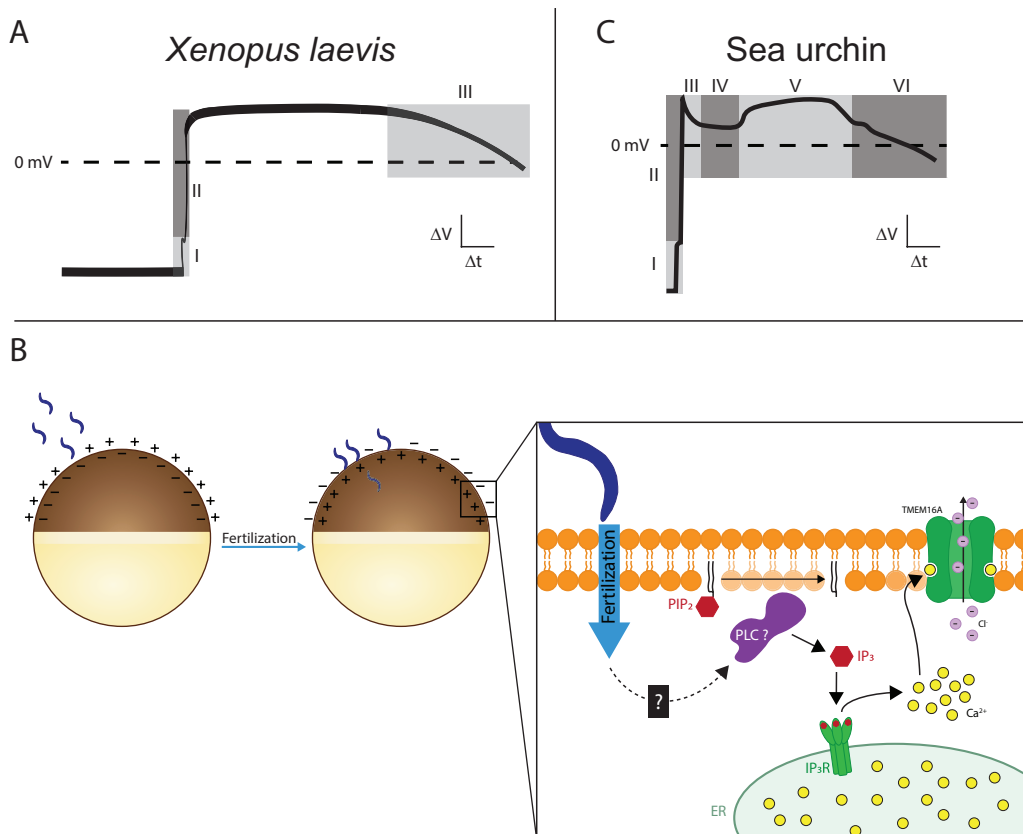 A
Xenopus laevis
III
0 mV
II
I
ΔV
Δt
C
Sea urchin
III IV V VI
0 mV
II
I
ΔV
Δt
B
+ + + + + + + + + + + + +
− − − − − − − − −
Fertilization
− − − − − − − − − −
+ + + + + + + + + + +
Fertilization
TMEM16A
− − − −
PIP₂
PLC ?
Cl⁻
− − − −
IP₃
?
Ca²⁺
IP₃R
ER